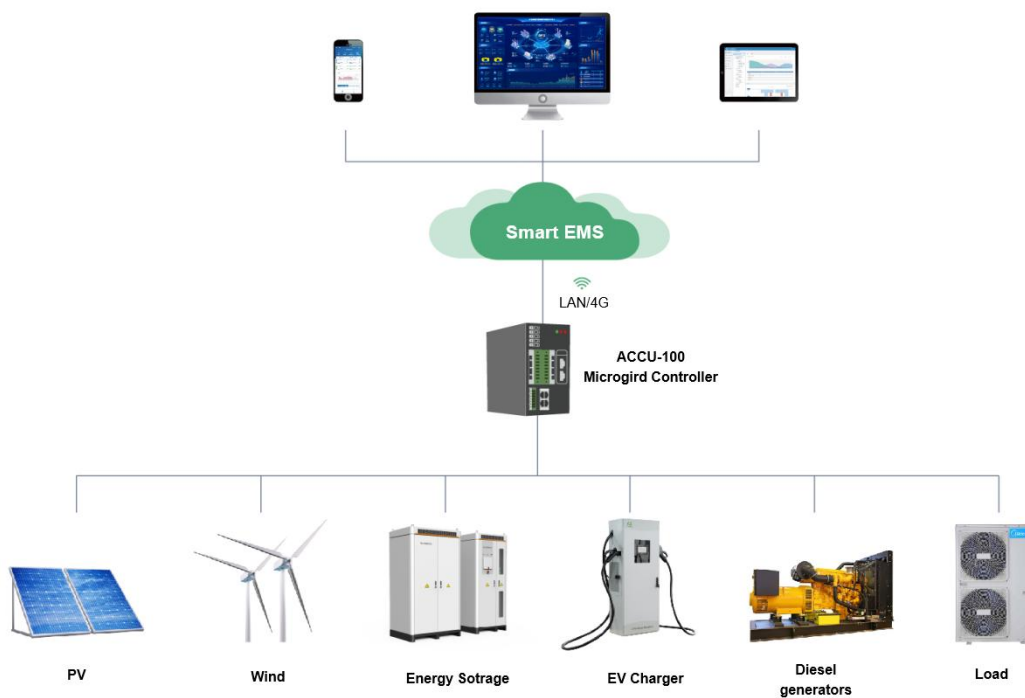 Smart EMS
LAN/4G
ACCU-100
Microgird Controller
PV
Wind
Energy Sotrage
EV Charger
Diesel
generators
Load